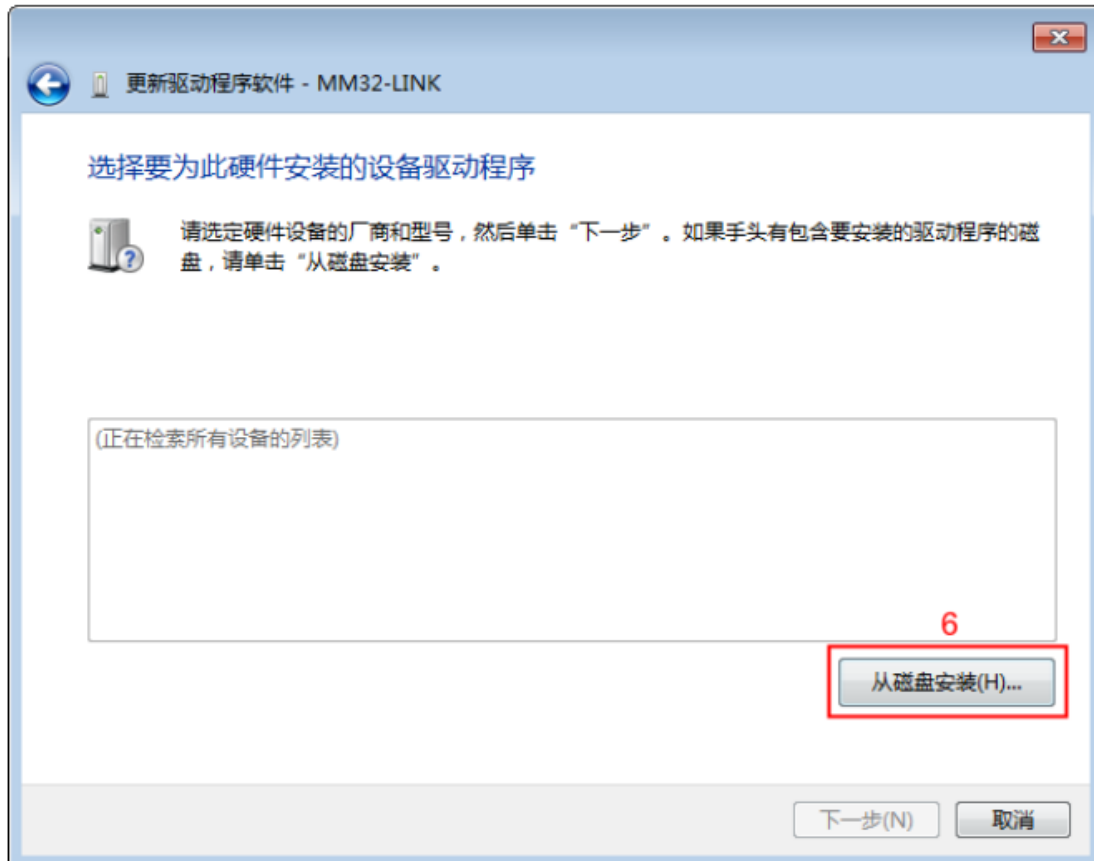 更新驱动程序软件 - MM32-LINK
选择要为此硬件安装的设备驱动程序
请选定硬件设备的厂商和型号，然后单击“下一步”。如果手头有包含要安装的驱动程序的磁
盘，请单击“从磁盘安装”。
(正在检索所有设备的列表)
6
从磁盘安装(H)...
下一步(N)
取消